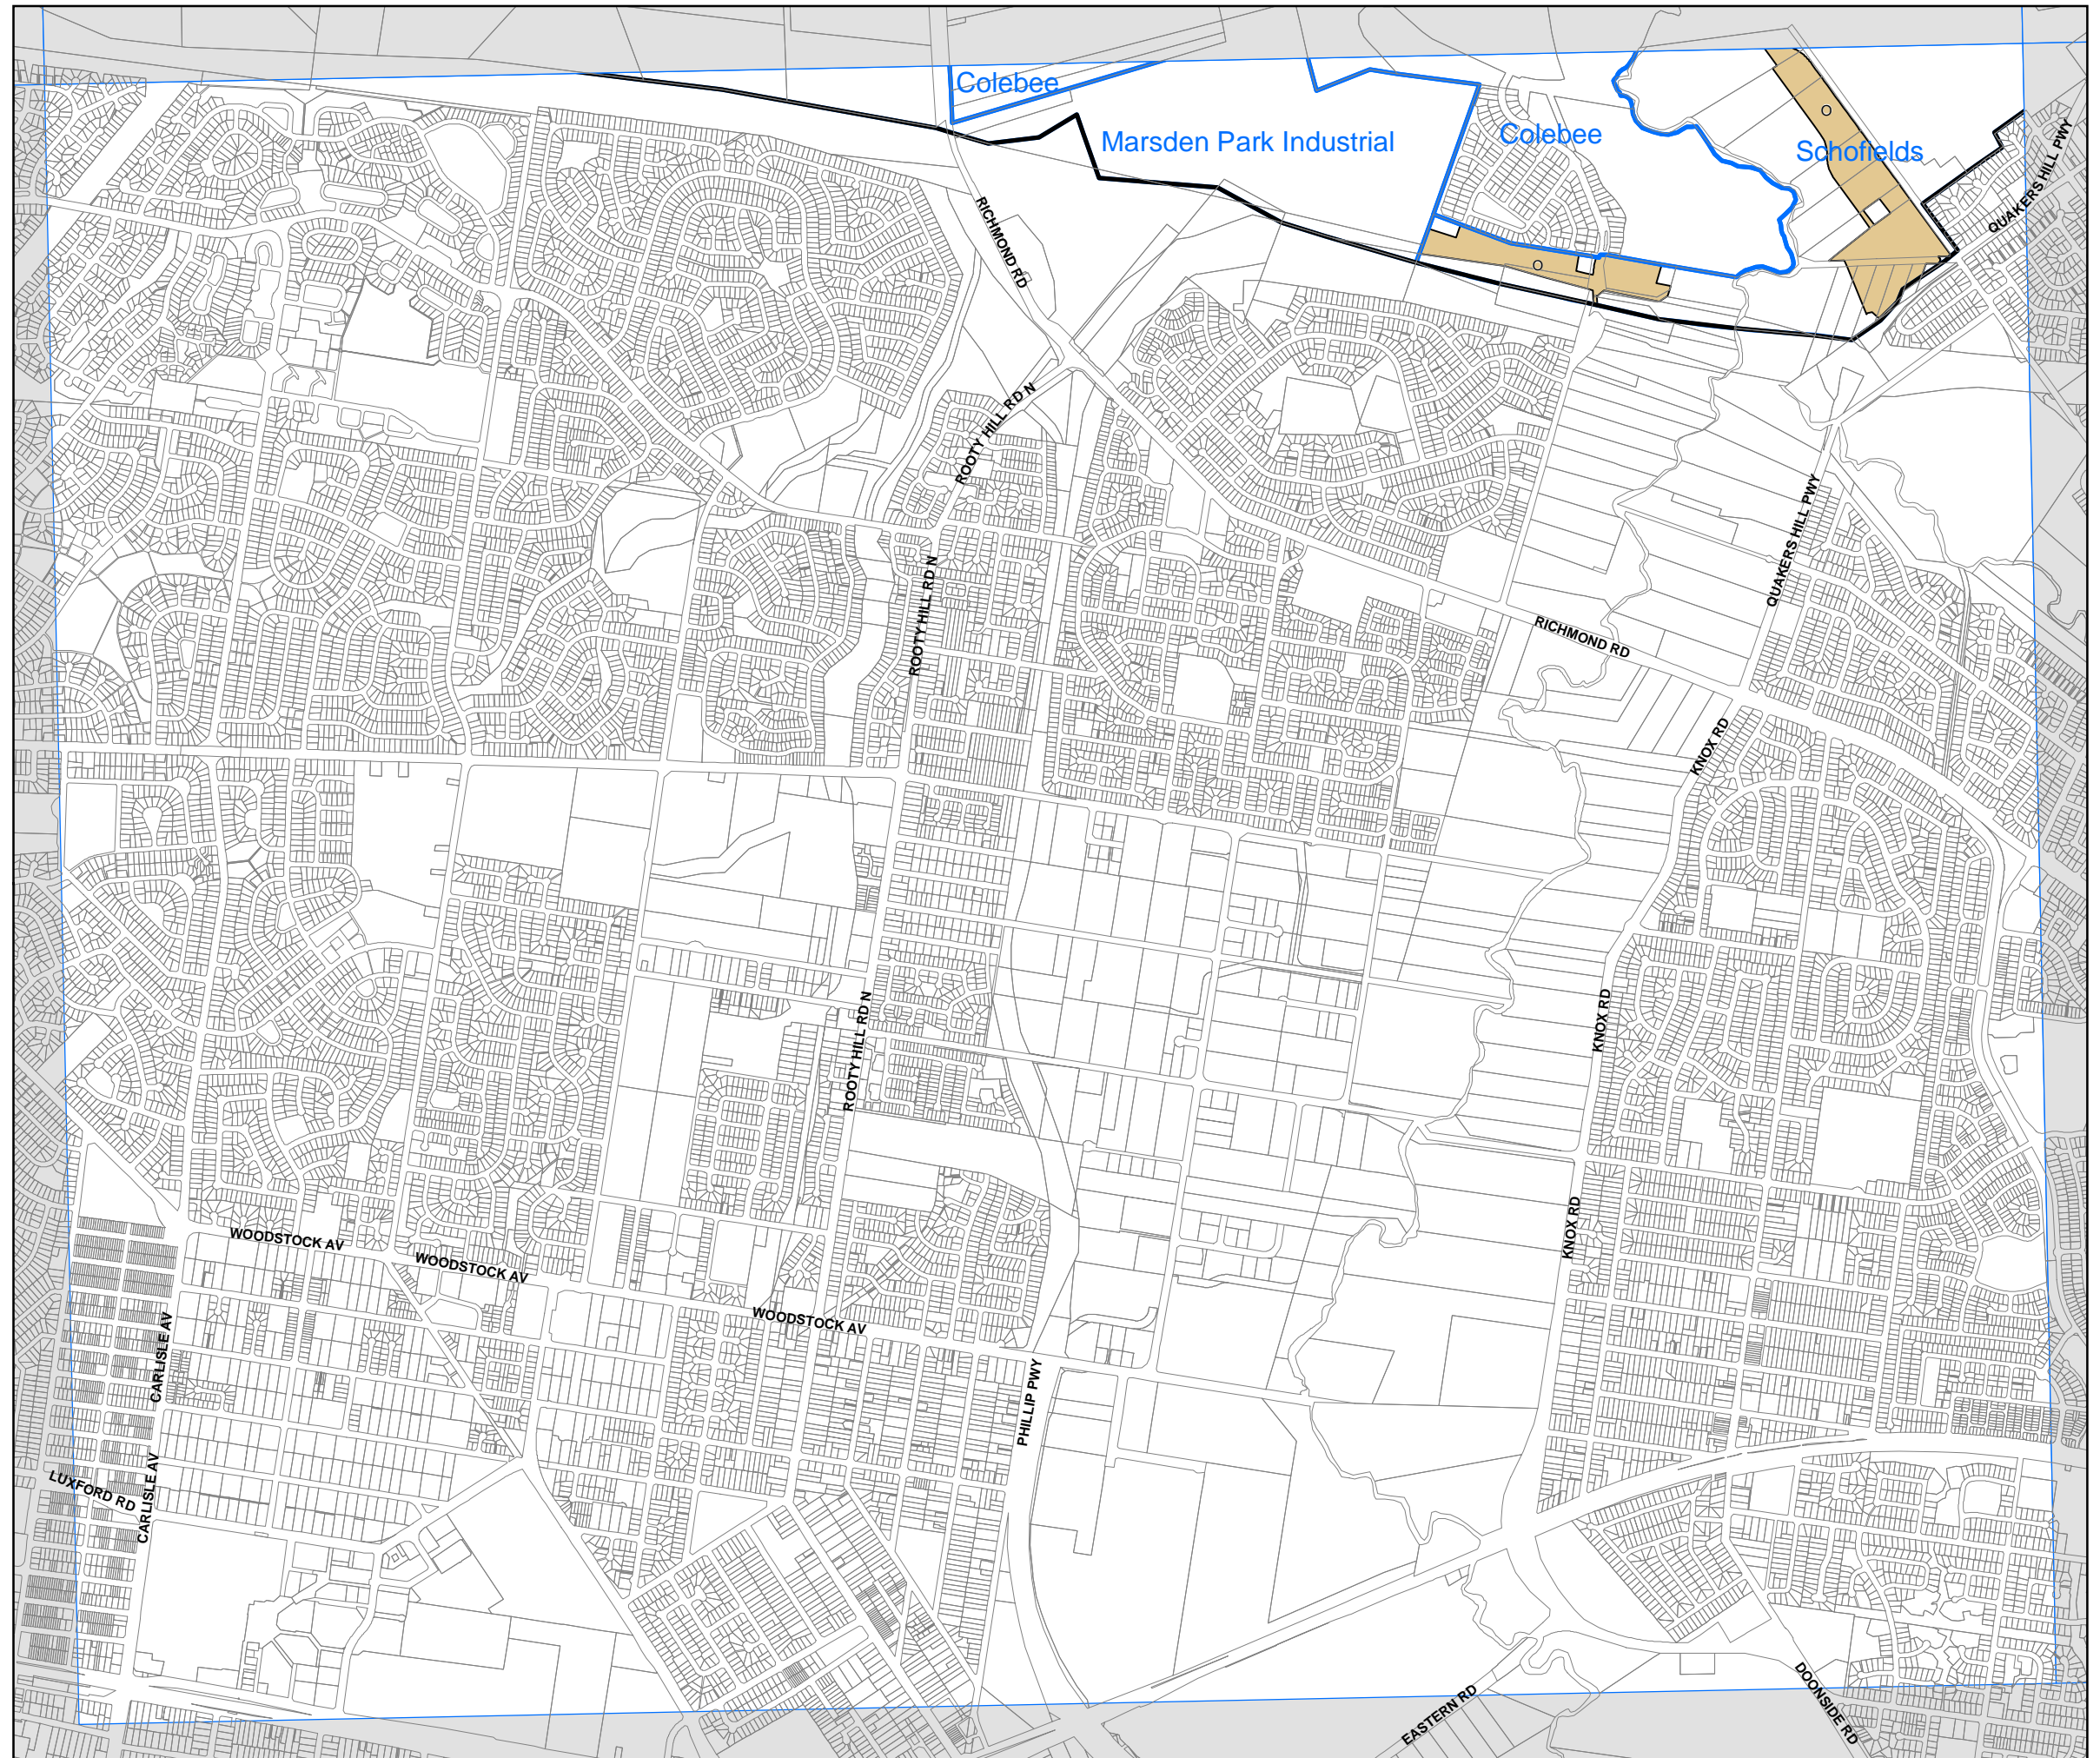 Colebee
Marsden Park Industrial
Colebee
Schofields
O
O
QUAKERS HILL PWY
RICHMOND RD
ROOTY HILL RD N
QUAKERS HILL PWY
ROOTY HILL RD N
RICHMOND RD
KNOX RD
ROOTY HILL RD N
KNOX RD
KNOX RD
WOODSTOCK AV
WOODSTOCK AV
WOODSTOCK AV
CARLISLE AV
PHILLIP PWY
LUXFORD RD
CARLISLE AV
EASTERN RD
DOONSIDE RD